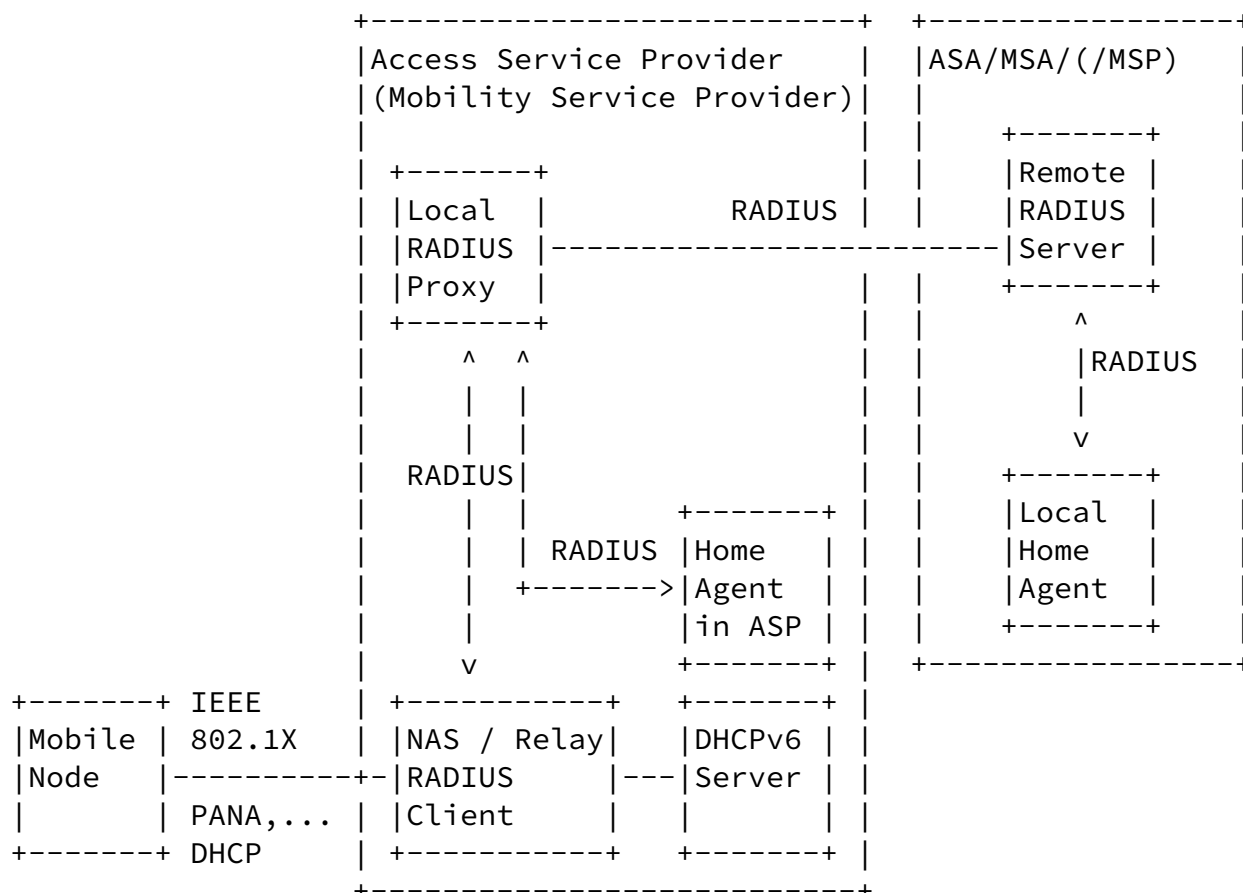 Access Service Provider
(Mobility Service Provider)
ASA/MSA/(/MSP)
Local
RADIUS
Proxy
RADIUS
Remote
RADIUS
Server
RADIUS
RADIUS
RADIUS
Home
Agent
in ASP
Local
Home
Agent
Mobile
Node
IEEE
802.1X
PANA,...
DHCP
NAS / Relay
RADIUS
Client
DHCPv6
Server